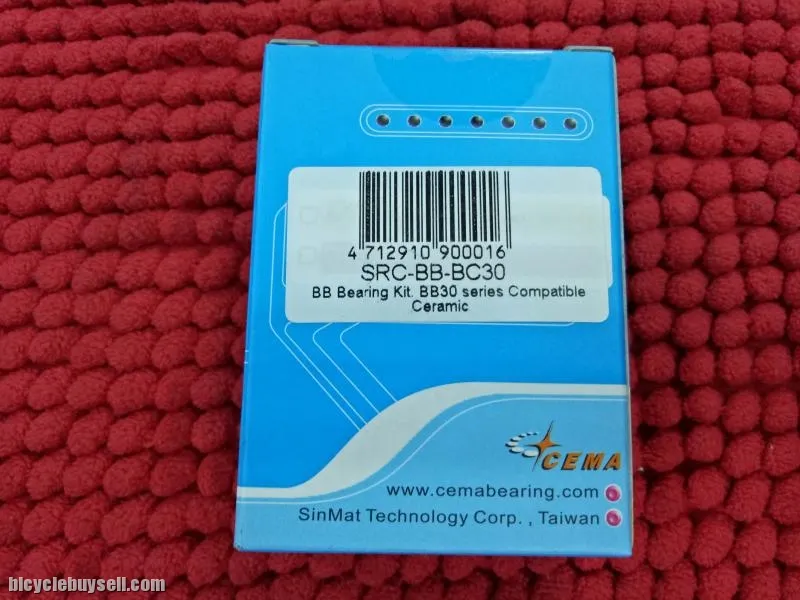 4 712910 900016
SRC-BB-BC30
BB Bearing Kit. BB30 series Compatible
Ceramic
CEMA
www.cemabearing.com
SinMat Technology Corp. , Taiwan
bicyclebuysell.com